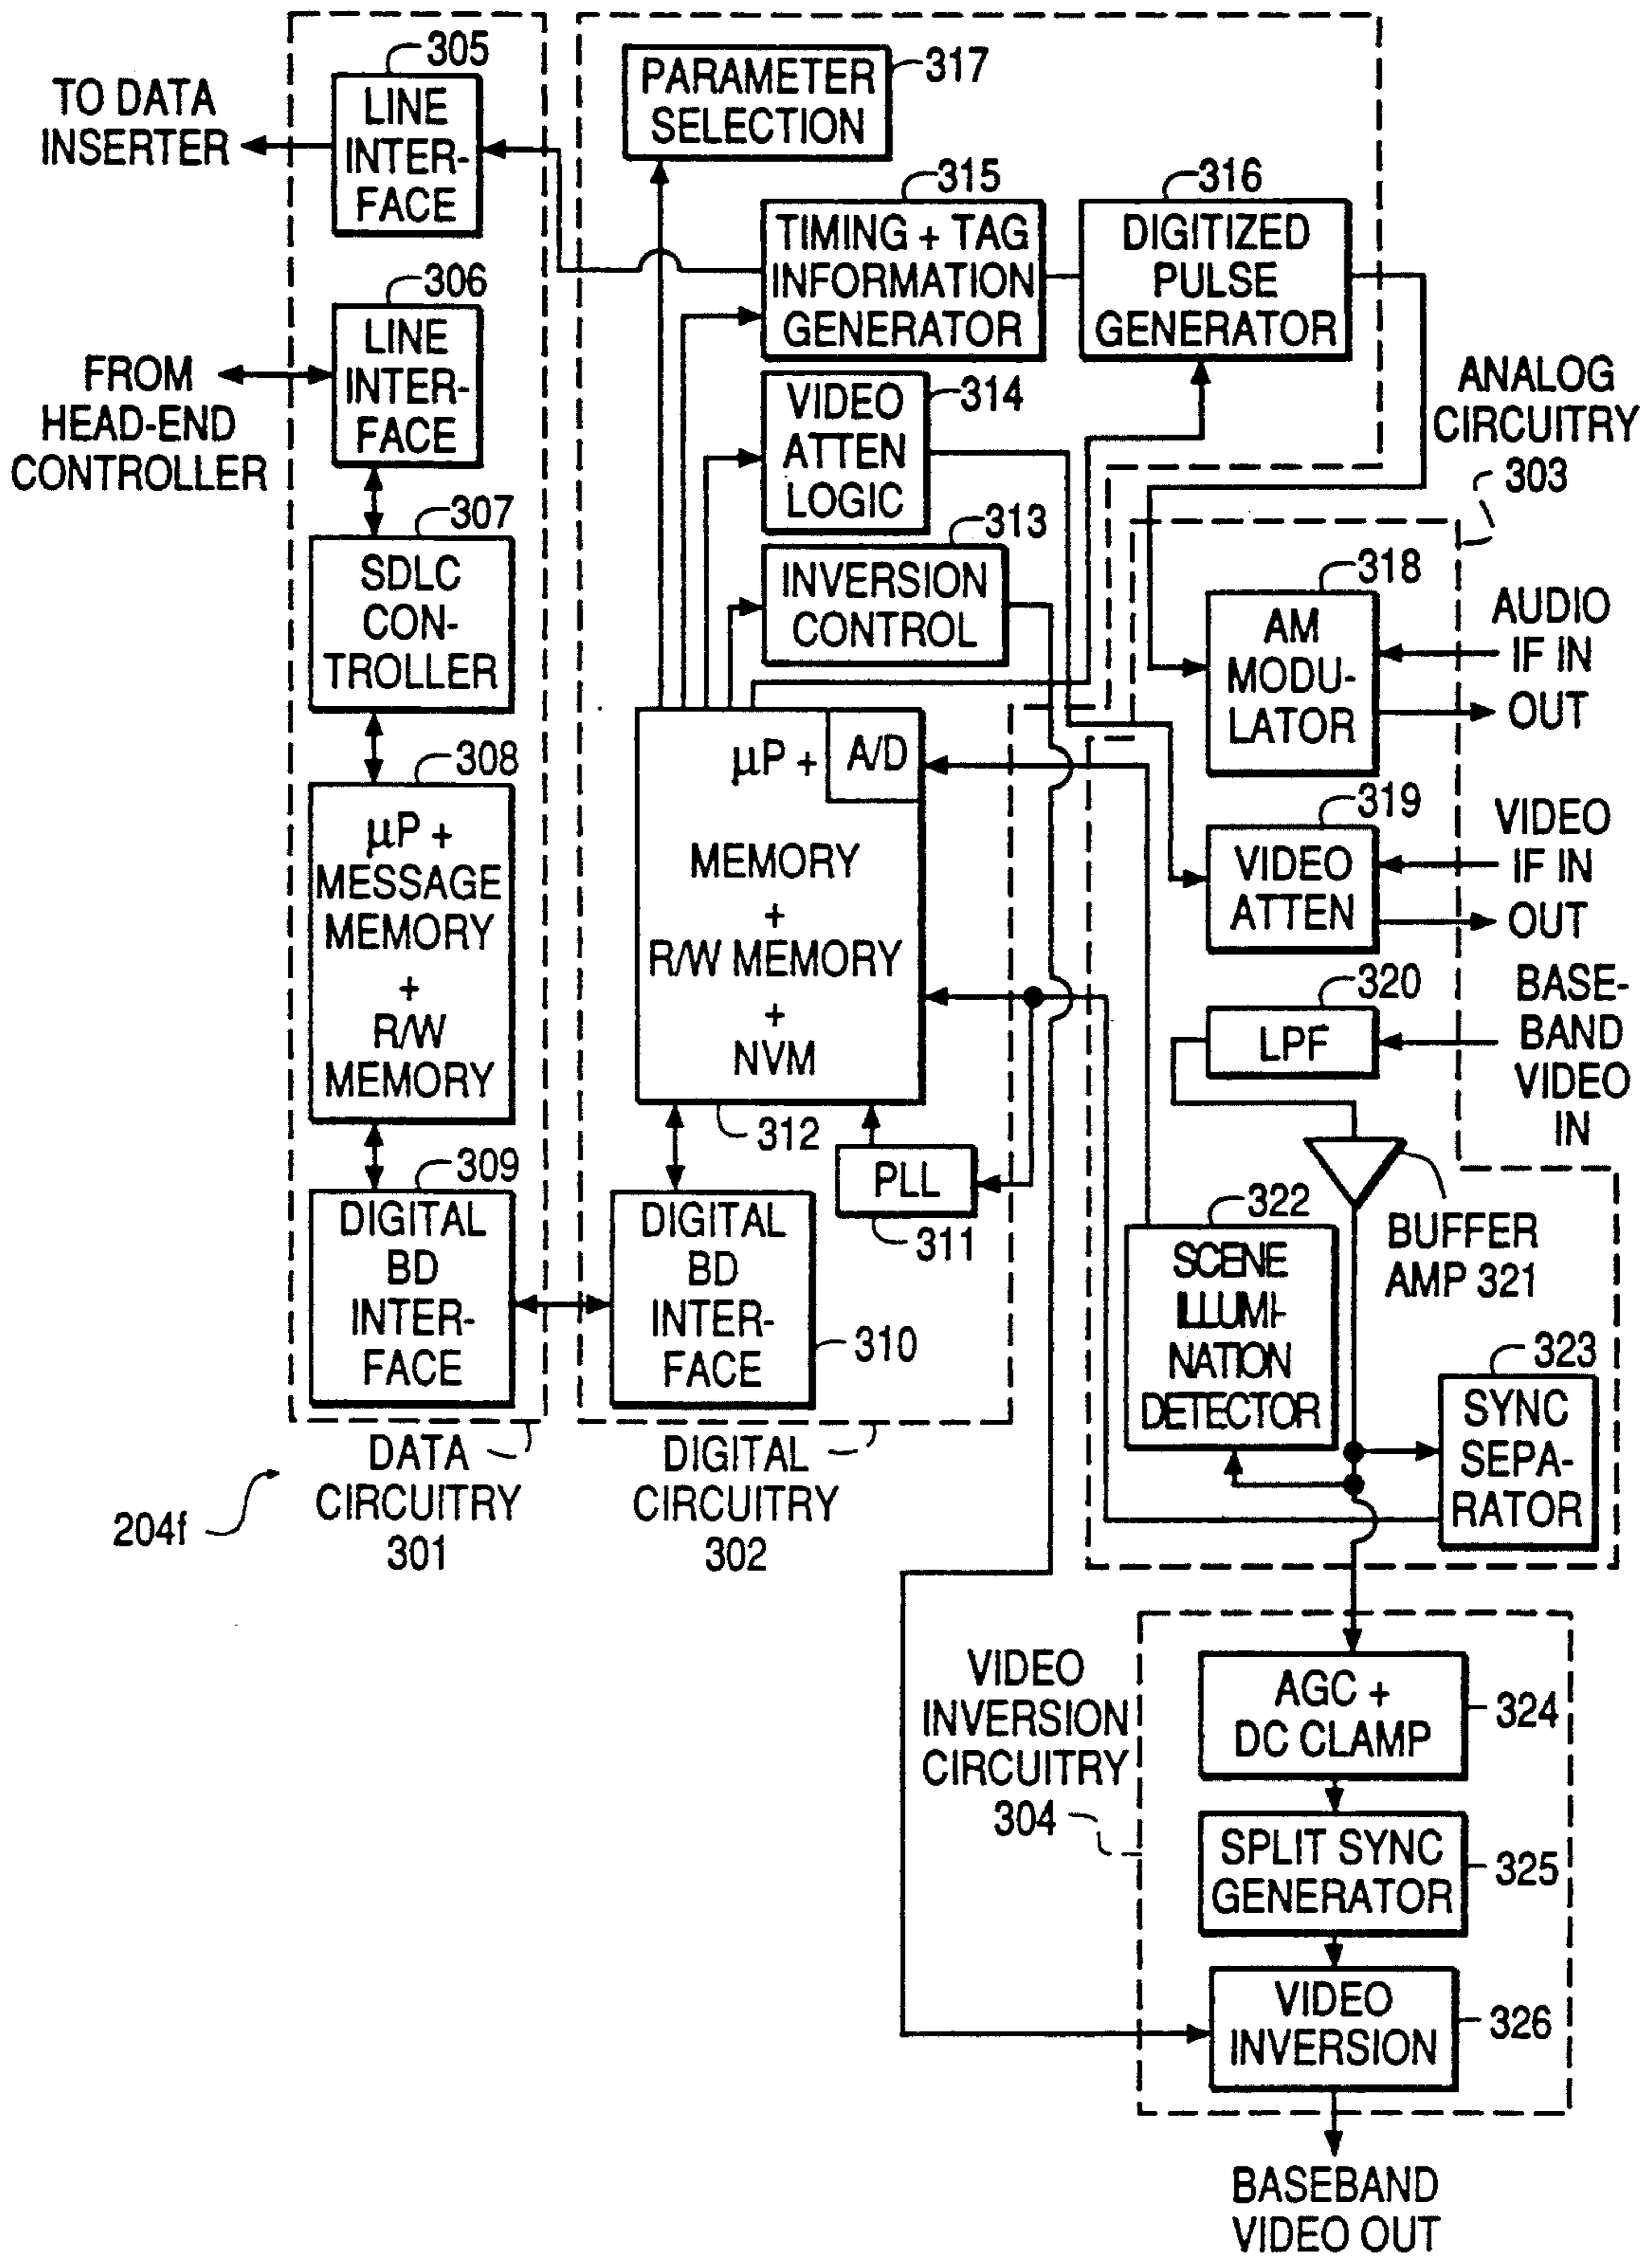 305
TO DATA
INSERTER
LINE
INTER-
FACE
306
FROM
HEAD-END
CONTROLLER
LINE
INTER-
FACE
307
SDLC
CON-
TROLLER
308
µP +
MESSAGE
MEMORY
+
R/W
MEMORY
309
DIGITAL
BD
INTER-
FACE
DATA
CIRCUITRY
301
204f
PARAMETER
SELECTION
317
315
TIMING + TAG
INFORMATION
GENERATOR
316
DIGITIZED
PULSE
GENERATOR
VIDEO
ATTEN
LOGIC
314
313
INVERSION
CONTROL
µP +
A/D
MEMORY
+
R/W MEMORY
+
NVM
312
PLL
311
DIGITAL
BD
INTER-
FACE
310
DIGITAL
CIRCUITRY
302
ANALOG
CIRCUITRY
303
318
AM
MODU-
LATOR
AUDIO
IF IN
OUT
319
VIDEO
ATTEN
VIDEO
IF IN
OUT
320
LPF
BASE-
BAND
VIDEO
IN
BUFFER
AMP 321
322
SCENE
ILLUMI-
NATION
DETECTOR
323
SYNC
SEPA-
RATOR
VIDEO
INVERSION
CIRCUITRY
304
AGC +
DC CLAMP
324
SPLIT SYNC
GENERATOR
325
VIDEO
INVERSION
326
BASEBAND
VIDEO OUT